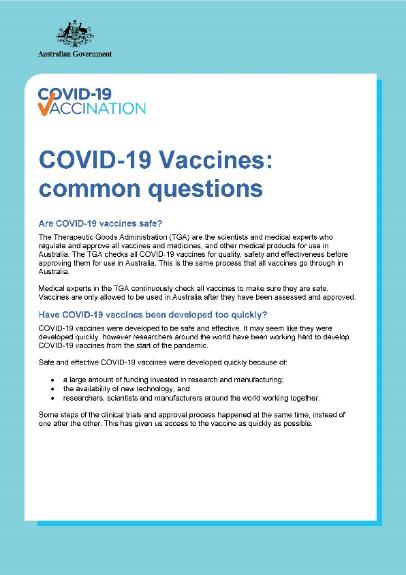 Australian Government
COVID-19
VACCINATION
COVID-19 Vaccines:
common questions
Are COVID-19 vaccines safe?
The Therapeutic Goods Administration (TGA) are the scientists and medical experts who
regulate and approve all vaccines and medicines, and other medical products for use in
Australia. The TGA checks all COVID-19 vaccines for quality, safety and effectiveness before
approving them for use in Australia. This is the same process that all vaccines go through in
Australia.
Medical experts in the TGA continuously check all vaccines to make sure they are safe.
Vaccines are only allowed to be used in Australia after they have been assessed and approved.
Have COVID-19 vaccines been developed too quickly?
COVID-19 vaccines were developed to be safe and effective. It may seem like they were
developed quickly, however researchers around the world have been working hard to develop
COVID-19 vaccines from the start of the pandemic.
Safe and effective COVID-19 vaccines were developed quickly because of:
• a large amount of funding invested in research and manufacturing;
• the availability of new technology; and
• researchers, scientists and manufacturers around the world working together.
Some steps of the clinical trials and approval process happened at the same time, instead of
one after the other. This has given us access to the vaccine as quickly as possible.